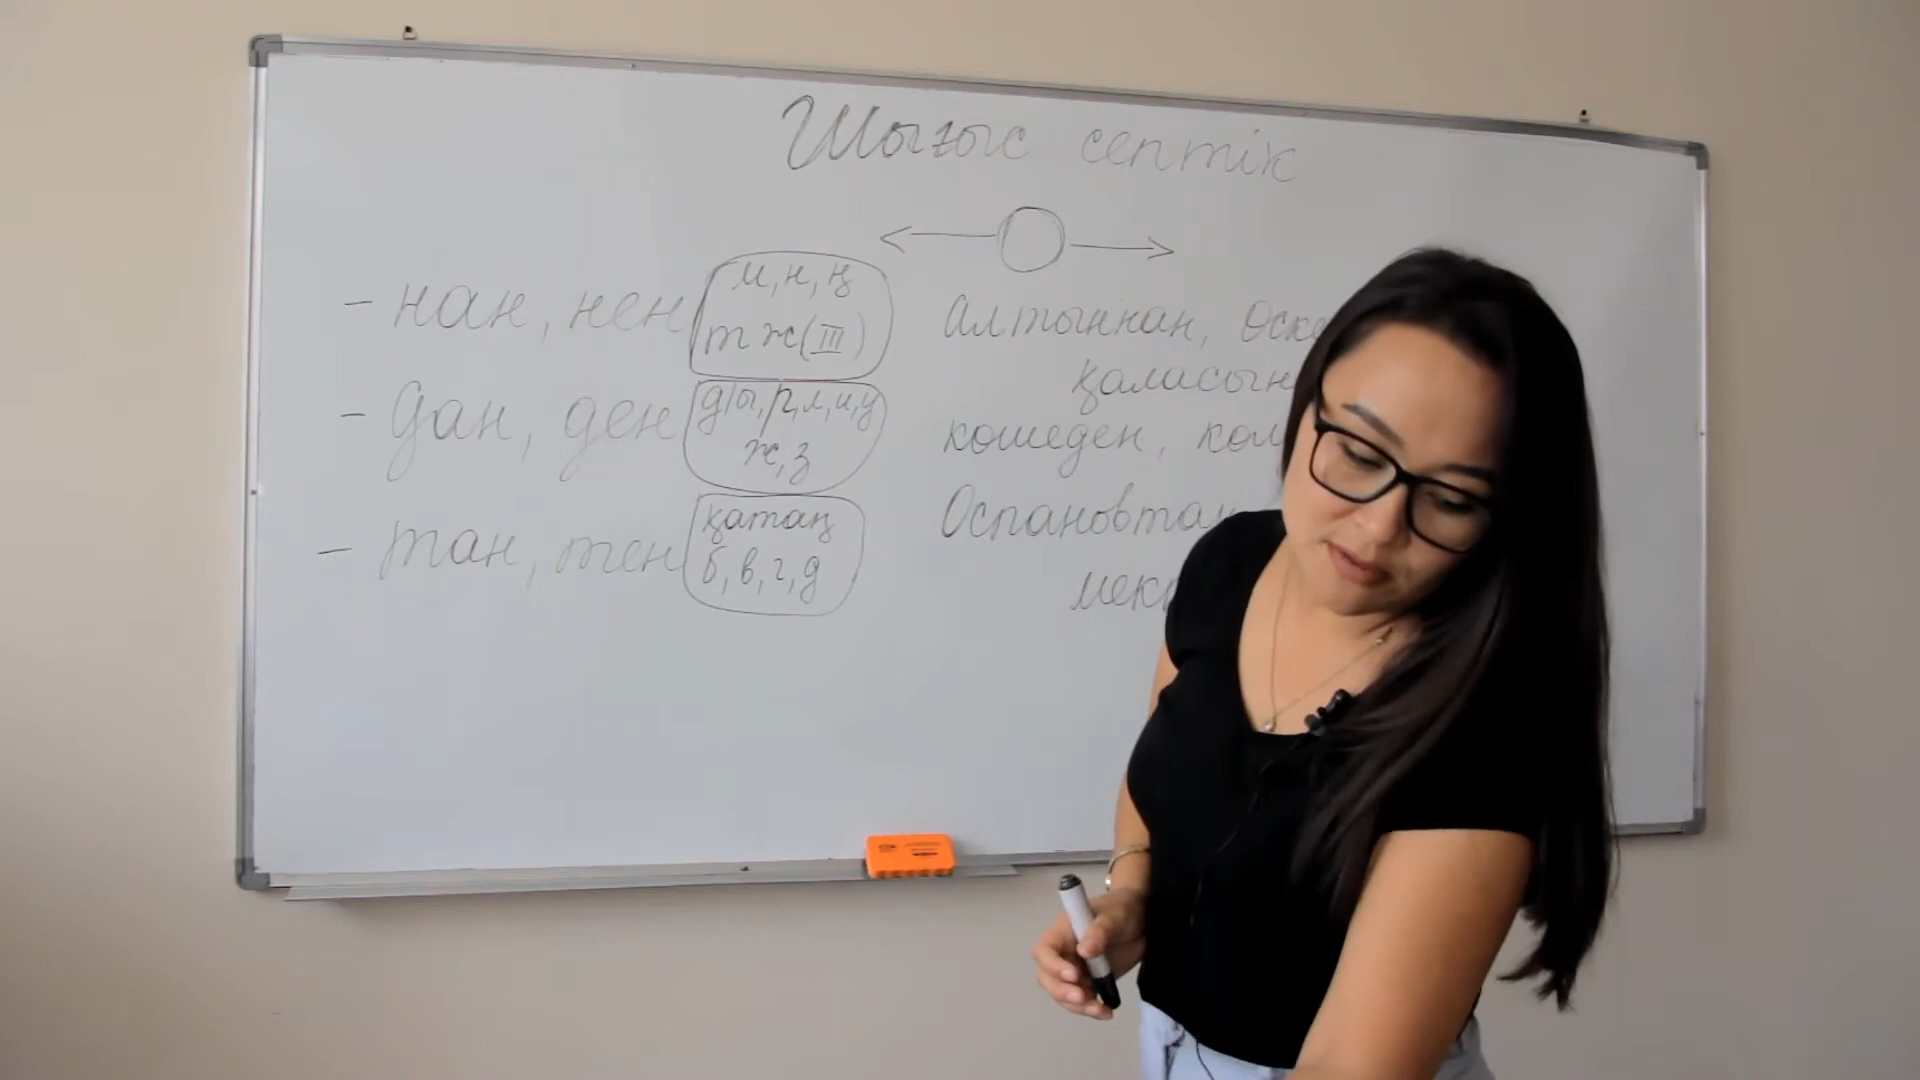 Шығыс септік
- нан, нен м, н, ң
т ж (III)
- дан, ден д/ы, р, л, и, у
ж, з
- тан, тен қатаң
б, в, г, д
Алтыннан,
көшеден,